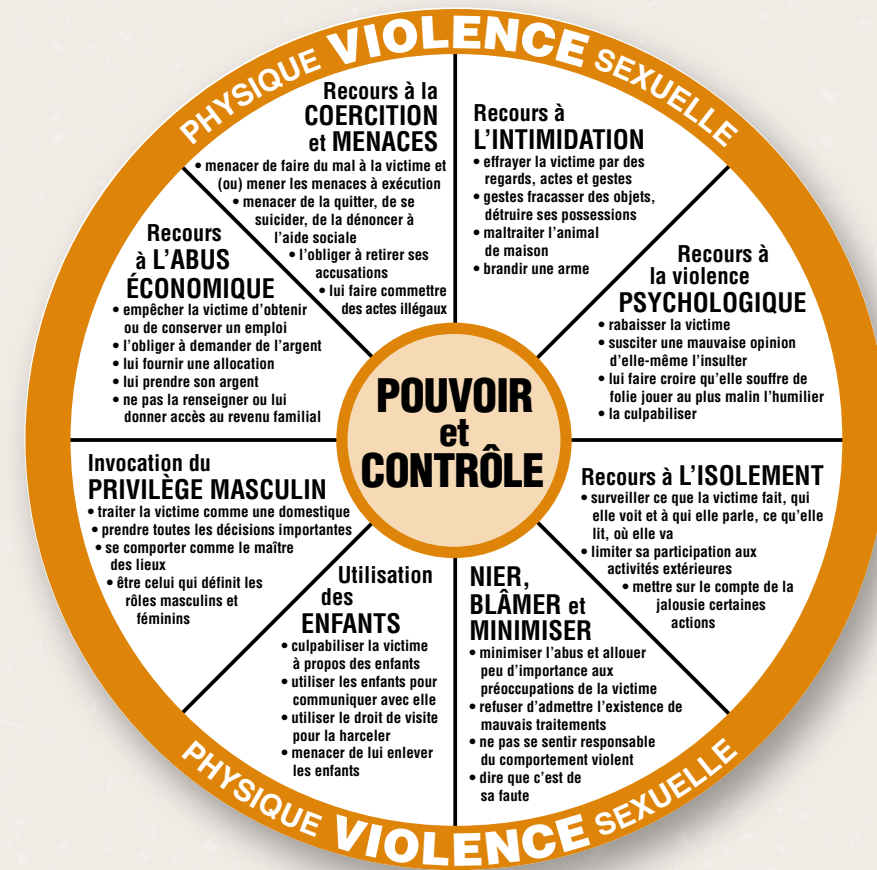 PHYSIQUE VIOLENCE SEXUELLE
Recours à la
COERCITION
et MENACES
• menacer de faire du mal à la victime et
(ou) mener les menaces à exécution
• menacer de la quitter, de se
suicider, de la dénoncer à
l'aide sociale
• l'obliger à retirer ses
accusations
• lui faire commettre
des actes illégaux
Recours à
L'INTIMIDATION
• effrayer la victime par des
regards, actes et gestes
• gestes fracasser des objets,
détruire ses possessions
• maltraiter l'animal
de maison
• brandir une arme
Recours à
la violence
PSYCHOLOGIQUE
• rabaisser la victime
• susciter une mauvaise opinion
d'elle-même l'insulter
• lui faire croire qu'elle souffre de
folie jouer au plus malin l'humilier
• la culpabiliser
Recours à L'ISOLEMENT
• surveiller ce que la victime fait, qui
elle voit et à qui elle parle, ce qu'elle
lit, où elle va
• limiter sa participation aux
activités extérieures
• mettre sur le compte de la
jalousie certaines
actions
NIER,
BLÂMER et
MINIMISER
• minimiser l'abus et allouer
peu d'importance aux
préoccupations de la victime
• refuser d'admettre l'existence de
mauvais traitements
• ne pas se sentir responsable
du comportement violent
• dire que c'est de
sa faute
Utilisation
des
ENFANTS
• culpabiliser la victime
à propos des enfants
• utiliser les enfants pour
communiquer avec elle
• utiliser le droit de visite
pour la harceler
• menacer de lui enlever
les enfants
Invocation du
PRIVILÈGE MASCULIN
• traiter la victime comme une domestique
• prendre toutes les décisions importantes
• se comporter comme le maître
des lieux
• être celui qui définit les
rôles masculins et
féminins
Recours
à L'ABUS
ÉCONOMIQUE
• empêcher la victime d'obtenir
ou de conserver un emploi
• l'obliger à demander de l'argent
• lui fournir une allocation
• lui prendre son argent
• ne pas la renseigner ou lui
donner accès au revenu familial
POUVOIR
et
CONTRÔLE
PHYSIQUE VIOLENCE SEXUELLE